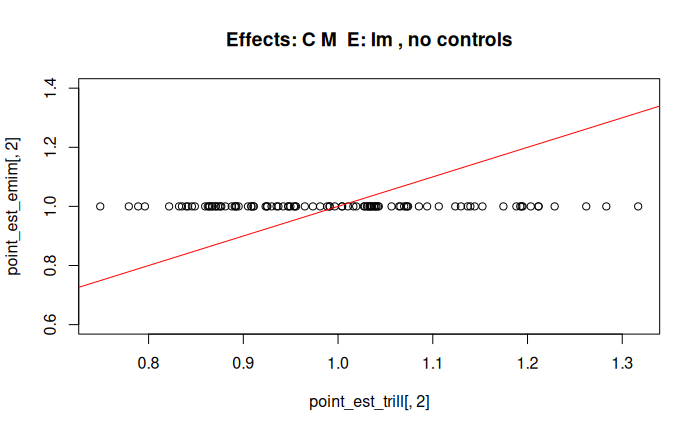 Effects: C M  E: Im , no controls
point_est_emim[, 2]
1.4
1.2
1.0
0.8
0.6
0.8 0.9 1.0 1.1 1.2 1.3
point_est_trill[, 2]